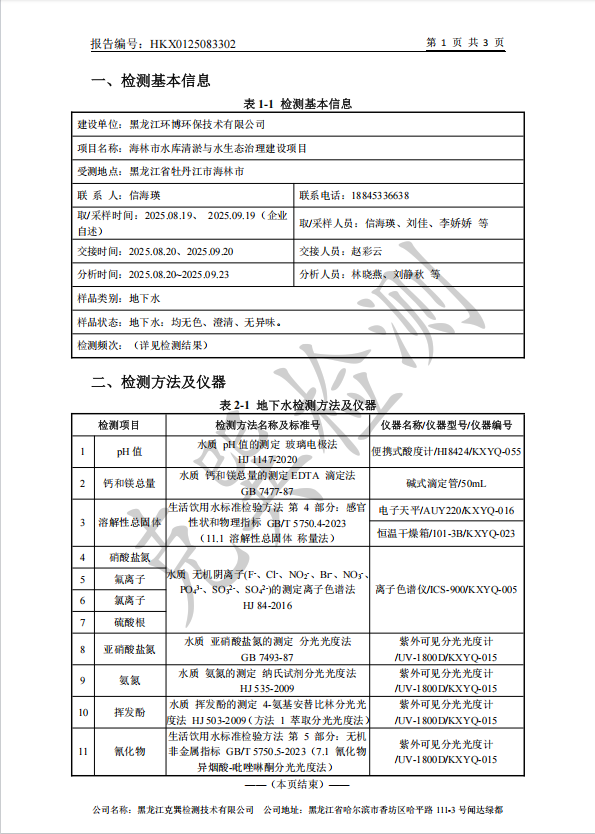 报告编号：HKX0125083302
第 1 页 共 3 页
一、检测基本信息
表 1-1 检测基本信息
建设单位：黑龙江环博环保技术有限公司
项目名称：海林市水库清淤与水生态治理建设项目
受测地点：黑龙江省牡丹江市海林市
联 系 人：信海瑛
联系电话：18845336638
取/采样时间：2025.08.19、 2025.09.19（企业
自述）
取/采样人员：信海瑛、刘佳、李娇娇 等
交接时间：2025.08.20、2025.09.20
交接人员：赵彩云
分析时间：2025.08.20~2025.09.23
分析人员：林晓燕、刘静秋 等
样品类别：地下水
样品状态：地下水：均无色、澄清、无异味。
检测频次：（详见检测结果）
二、检测方法及仪器
表 2-1 地下水检测方法及仪器
检测项目
检测方法名称及标准号
仪器名称/仪器型号/仪器编号
1
pH 值
水质 pH 值的测定 玻璃电极法
HJ 1147-2020
便携式酸度计/HI8424/KXYQ-055
2
钙和镁总量
水质 钙和镁总量的测定 EDTA 滴定法
GB 7477-87
碱式滴定管/50mL
3
溶解性总固体
生活饮用水标准检验方法 第 4 部分：感官
性状和物理指标 GB/T 5750.4-2023
（11.1 溶解性总固体 称量法）
电子天平/AUY220/KXYQ-016
恒温干燥箱/101-3B/KXYQ-023
4
硝酸盐氮
5
氟离子
6
氯离子
7
硫酸根
水质 无机阴离子(F-、Cl-、NO2-、Br-、NO3-、
PO43-、SO32-、SO42-)的测定离子色谱法
HJ 84-2016
离子色谱仪/ICS-900/KXYQ-005
8
亚硝酸盐氮
水质 亚硝酸盐氮的测定 分光光度法
GB 7493-87
紫外可见分光光度计
/UV-1800D/KXYQ-015
9
氨氮
水质 氨氮的测定 纳氏试剂分光光度法
HJ 535-2009
紫外可见分光光度计
/UV-1800D/KXYQ-015
10
挥发酚
水质 挥发酚的测定 4-氨基安替比林分光光
度法 HJ 503-2009（方法 1 萃取分光光度法）
紫外可见分光光度计
/UV-1800D/KXYQ-015
11
氰化物
生活饮用水标准检验方法 第 5 部分：无机
非金属指标 GB/T 5750.5-2023（7.1 氰化物
异烟酸-吡唑啉酮分光光度法）
紫外可见分光光度计
/UV-1800D/KXYQ-015
——（本页结束）——
公司名称：黑龙江克巽检测技术有限公司 公司地址：黑龙江省哈尔滨市香坊区哈平路 111-3 号闻达绿都
克巽检测